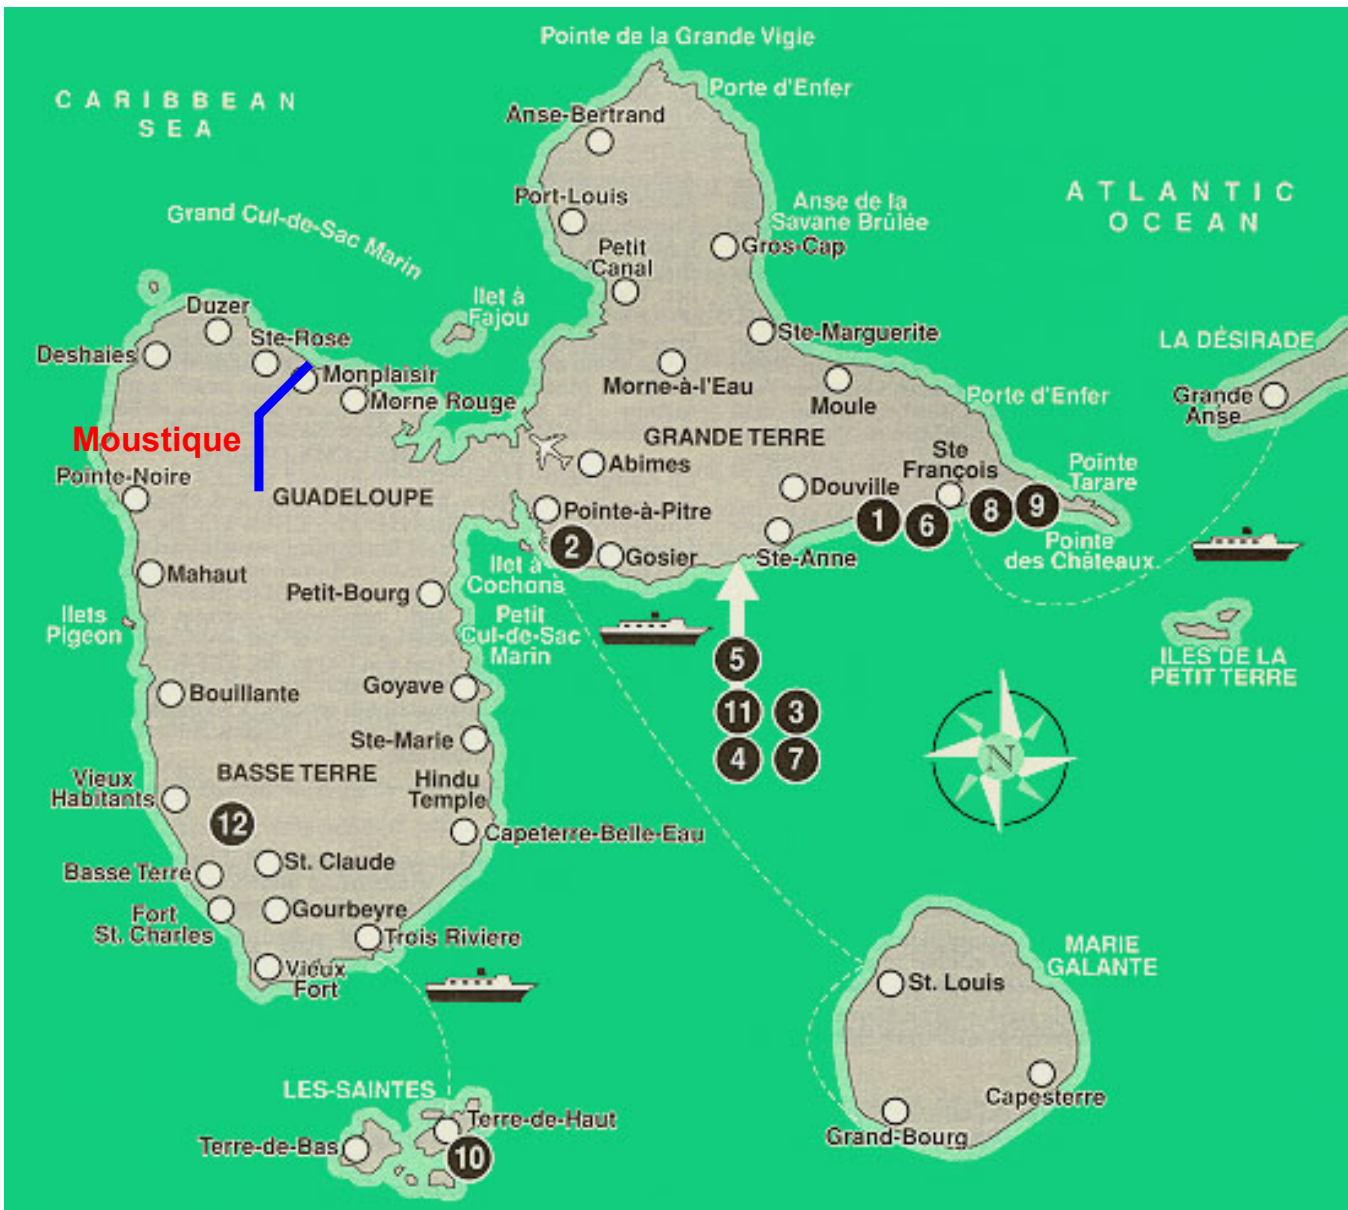 Pointe de la Grande Vigie
CARIBBEAN
SEA
Porte d'Enfer
Anse-Bertrand
ATLANTIC
OCEAN
Port-Louis
Anse de la
Savane Brûlée
Grand Cul-de-Sac Marin
Petit
Canal
Gros-Cap
Duzer
Ilet à
Fajou
Ste-Rose
Ste-Marguerite
LA DÉSIRADE
Deshaies
Monplaisir
Morne-à-l'Eau
Morne Rouge
Moule
Porte d'Enfer
Grande
Anse
Moustique
GRANDE TERRE
Abimes
Ste
François
Pointe
Tarare
Pointe-Noire
GUADELOUPE
Douville
Pointe-à-Pitre
1
6
8
9
2
Gosier
Ste-Anne
Pointe
des Châteaux
Ilet à
Cochons
Mahaut
Petit-Bourg
Ilets
Pigeon
Petit
Cul-de-Sac
Marin
5
ILES DE LA
PETIT TERRE
Bouillante
Goyave
11
3
Ste-Marie
4
7
N
BASSE TERRE
Hindu
Temple
Vieux
Habitants
12
Capeterre-Belle-Eau
St. Claude
Basse Terre
Fort
St. Charles
Gourbeyre
Trois Riviere
MARIE
GALANTE
Vieux
Fort
St. Louis
LES-SAINTES
Capesterre
Terre-de-Haut
Grand-Bourg
Terre-de-Bas
10